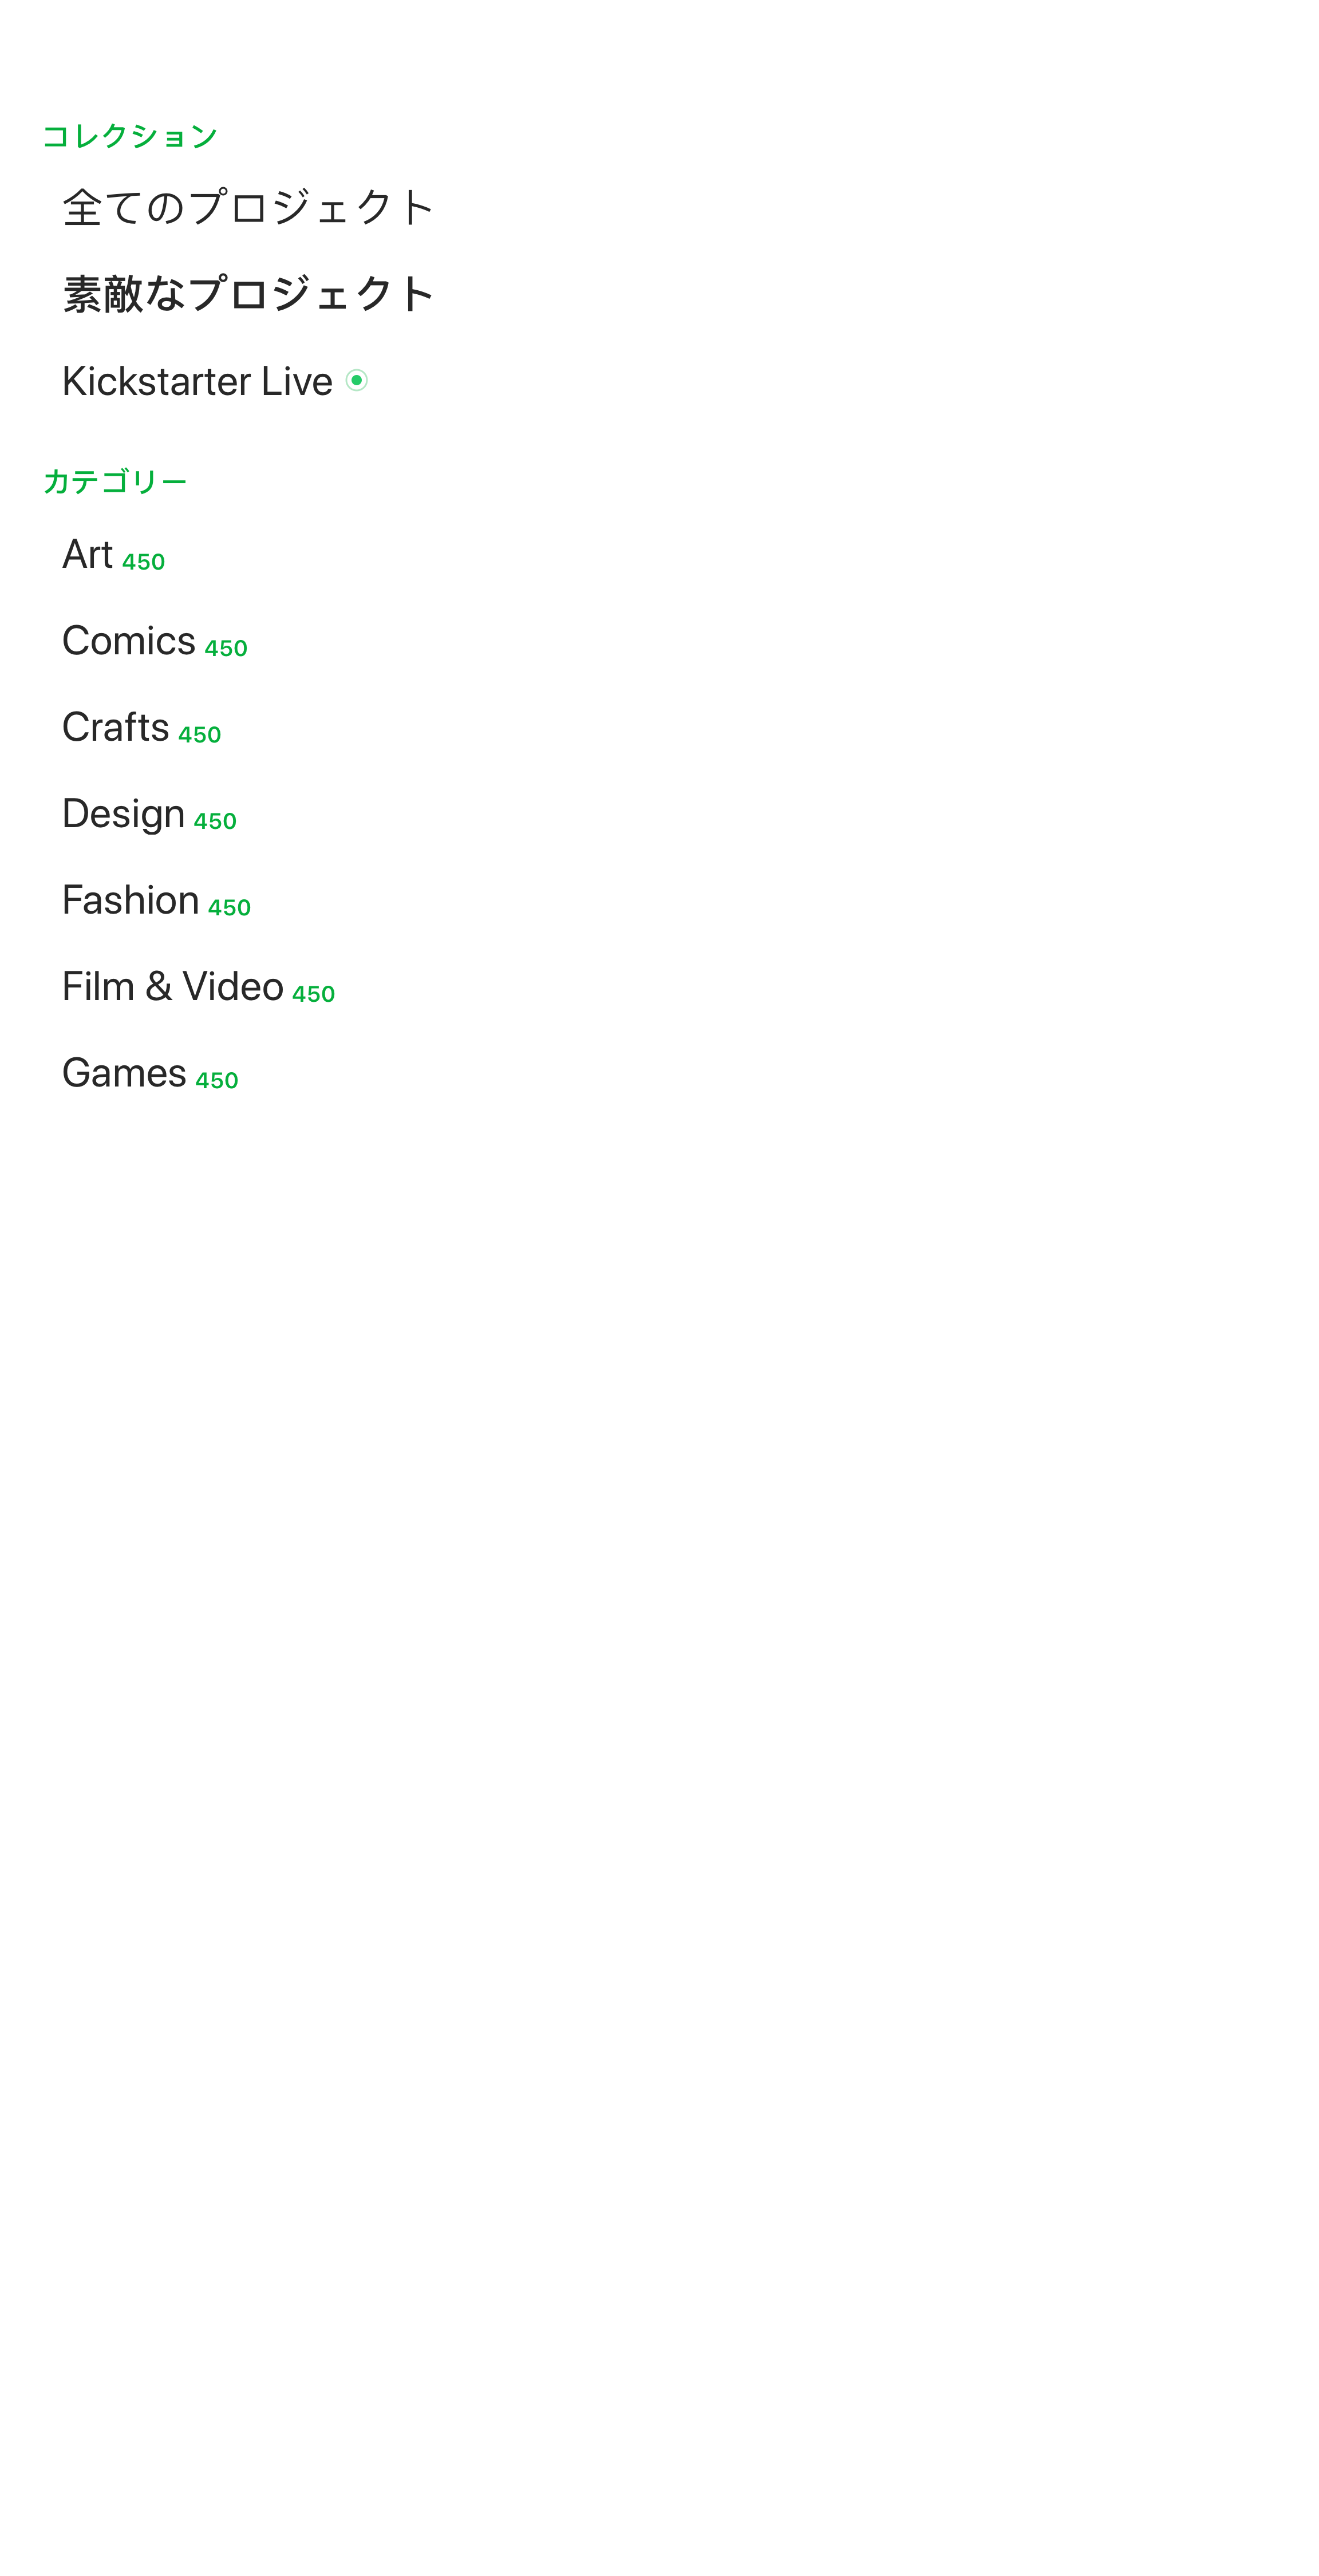 コレクション
全てのプロジェクト
素敵なプロジェクト
Kickstarter Live
カテゴリー
Art 450
Comics 450
Crafts 450
Design 450
Fashion 450
Film & Video 450
Games 450